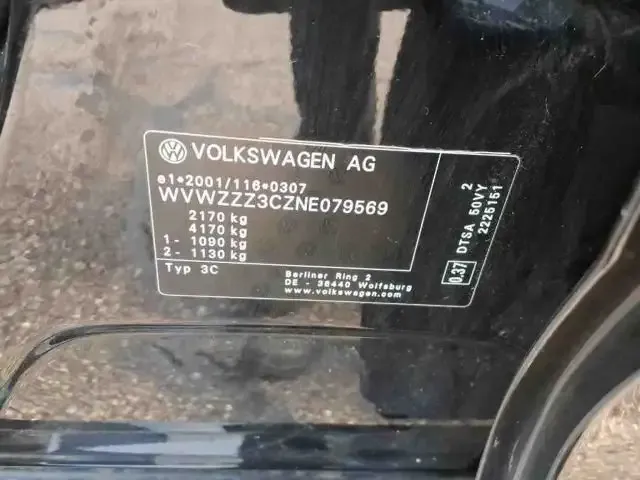 VOLKSWAGEN AG
e1*2001/116*0307
WVWZZZ3CZNE079569
2170 kg
4170 kg
1- 1090 kg
2- 1130 kg
Typ 3C
Berliner Ring 2
DE - 38440 Wolfsburg
www.volkswagen.com
0.37 DTSA 50VY 2
2225151